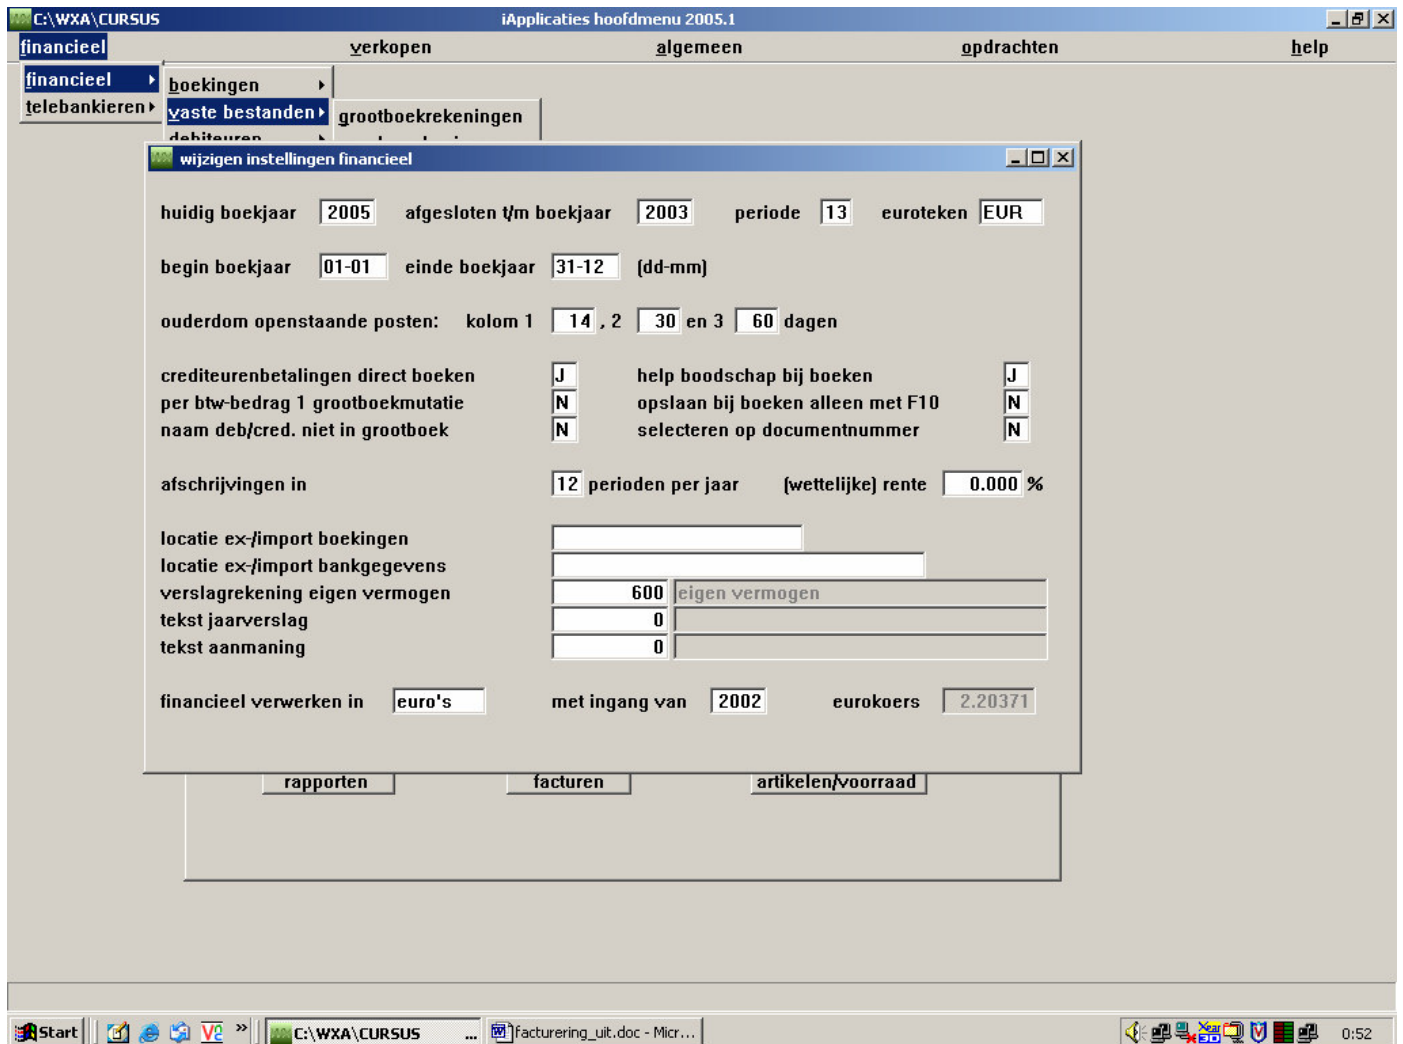 C:\WXA\CURSUS iApplicaties hoofdmenu 2005.1
financieel verkopen algemeen opdrachten help
financieel boekingen
telebankieren vaste bestanden grootboekrekeningen
debiteuren
wijzigen instellingen financieel
huidig boekjaar 2005 afgesloten t/m boekjaar 2003 periode 13 euroteken EUR
begin boekjaar 01-01 einde boekjaar 31-12 (dd-mm)
ouderdom openstaande posten: kolom 1 14 , 2 30 en 3 60 dagen
crediteurenbetalingen direct boeken J help boodschap bij boeken J
per btw-bedrag 1 grootboekmutatie N opslaan bij boeken alleen met F10 N
naam deb/cred. niet in grootboek N selecteren op documentnummer N
afschrijvingen in 12 perioden per jaar (wettelijke) rente 0.000 %
locatie ex-/import boekingen
locatie ex-/import bankgegevens
verslagrekening eigen vermogen 600 eigen vermogen
tekst jaarverslag 0
tekst aanmaning 0
financieel verwerken in euro's met ingang van 2002 eurokoers 2.20371
rapporten facturen artikelen/voorraad
Start » C:\WXA\CURSUS ... facturering_uit.doc - Micr... 0:52